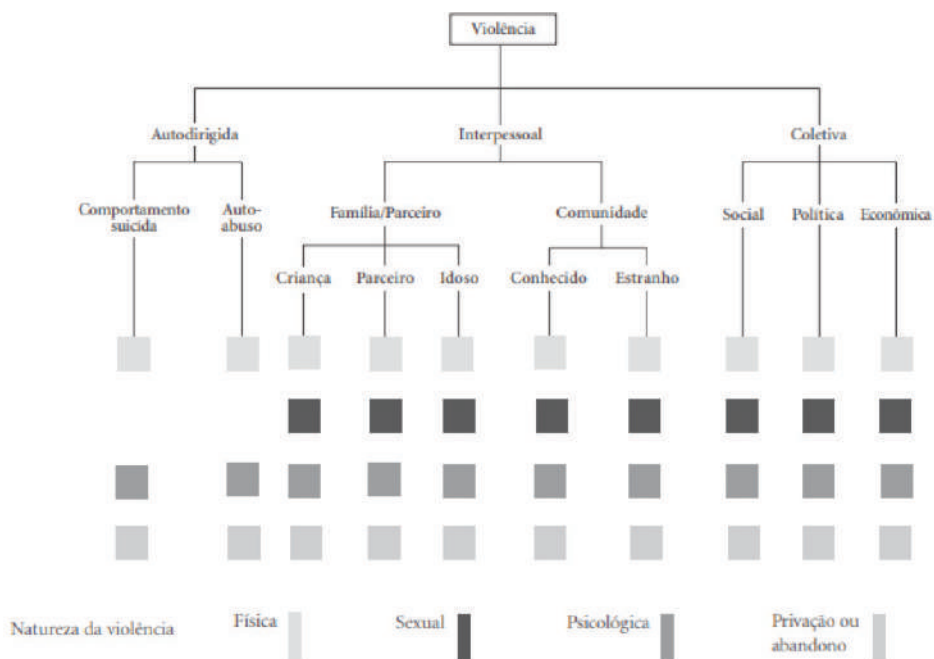 Violência
Autodirigida
Interpessoal
Coletiva
Comportamento
suicida
Auto-
abuso
Família/Parceiro
Comunidade
Social
Política
Econômica
Criança
Parceiro
Idoso
Conhecido
Estranho
Natureza da violência
Física
Sexual
Psicológica
Privação ou
abandono